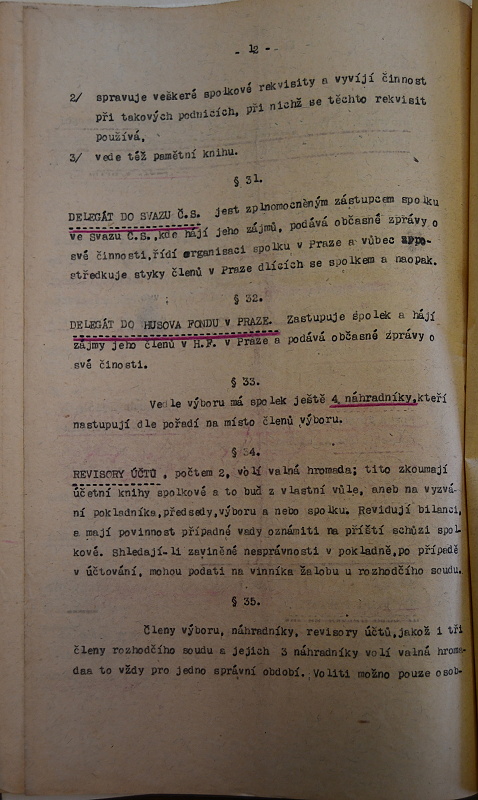 - 12 -
2/ spravuje veškeré spolkové rekvisity a vyvíjí činnost
při takových podnicích, při nichž se těchto rekvisit
používá,
3/ vede též pamětní knihu.
§ 31.
DELEGÁT DO SVAZU Č.S. jest zplnomocněným zástupcem spolku
ve Svazu Č.S.,kde hájí jeho zájmů, podává občasné zprávy o
své činnosti,řídí organisaci spolku v Praze a vůbec
středkuje styky členů v Praze dlících se spolkem a naopak.
§ 32.
DELEGÁT DO HUSOVA FONDU V PRAZE. Zastupuje spolek a hájí
zájmy jeho členů v H.F. v Praze a podává občasné zprávy o
své činosti.
§ 33.
Vedle výboru má spolek ještě 4 náhradníky,kteří
nastupují dle pořadí na místo členů výboru.
§ 34.
REVISORY ÚČTŮ , počtem 2, volí valná hromada; tito zkoumají
účetní knihy spolkové a to buď z vlastní vůle, aneb na vyzvá-
ní pokladníka,předsedy,výboru a nebo spolku. Revidují bilanci,
a mají povinnost případné vady oznámiti na příští schůzi spol-
kové. Shledají-li zaviněné nesprávnosti v pokladně,po případě
v účtování, mohou podati na vinníka žalobu u rozhodčího soudu.
§ 35.
Členy výboru, náhradníky, revisory účtů,jakož i tři
členy rozhodčího soudu a jejich 3 náhradníky volí valná hroma-
daa to vždy pro jedno správní období. Voliti možno pouze osob-